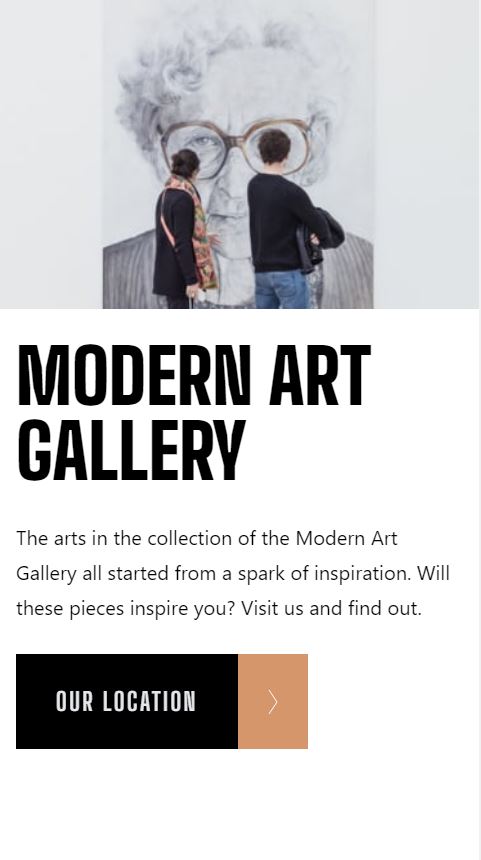 MODERN ART
GALLERY
The arts in the collection of the Modern Art
Gallery all started from a spark of inspiration. Will
these pieces inspire you? Visit us and find out.
OUR LOCATION